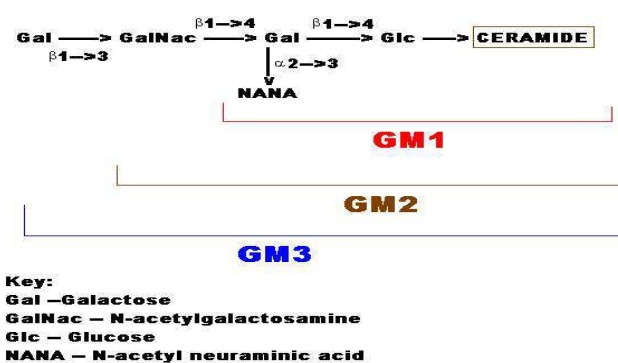 β1->4 β1->4
Gal GalNac Gal Glc CERAMIDE
β1->3 α2->3
NANA
GM1
GM2
GM3
Key:
Gal –Galactose
GalNac – N-acetylgalactosamine
Glc – Glucose
NANA – N-acetyl neuraminic acid